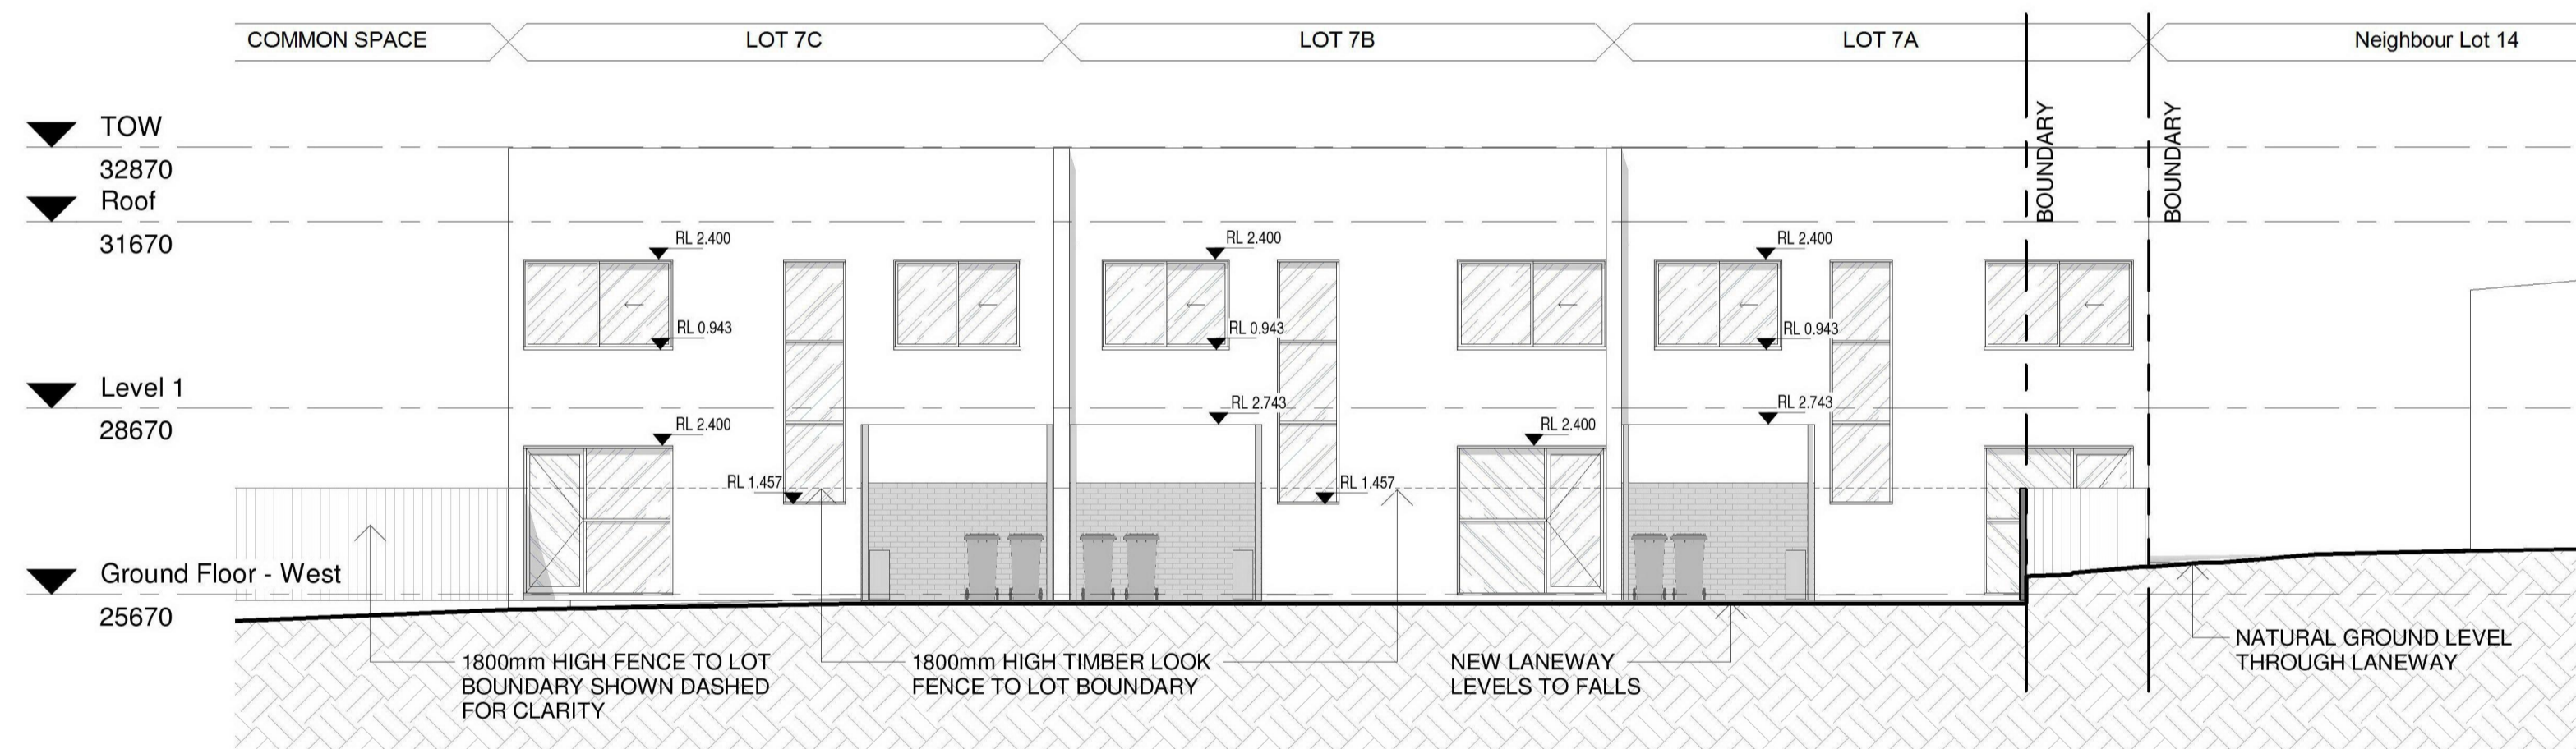 COMMON SPACE
LOT 7C
LOT 7B
LOT 7A
Neighbour Lot 14
BOUNDARY
BOUNDARY
TOW
32870
Roof
31670
RL 2.400
RL 2.400
RL 2.400
RL 0.943
RL 0.943
RL 0.943
Level 1
28670
RL 2.400
RL 2.743
RL 2.400
RL 2.743
RL 1.457
RL 1.457
Ground Floor - West
25670
1800mm HIGH FENCE TO LOT
BOUNDARY SHOWN DASHED
FOR CLARITY
1800mm HIGH TIMBER LOOK
FENCE TO LOT BOUNDARY
NEW LANEWAY
LEVELS TO FALLS
NATURAL GROUND LEVEL
THROUGH LANEWAY